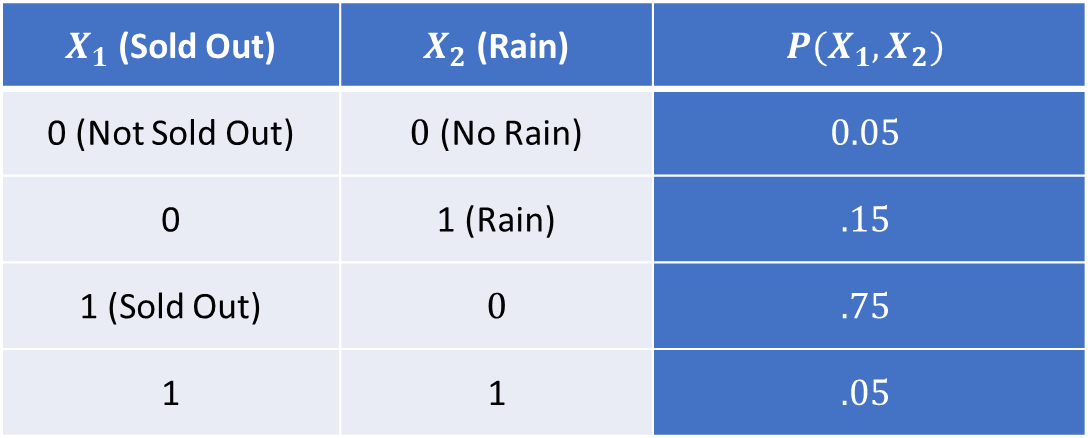 X₁ (Sold Out) X₂ (Rain) P(X₁, X₂)
0 (Not Sold Out) 0 (No Rain) 0.05
0 1 (Rain) .15
1 (Sold Out) 0 .75
1 1 .05